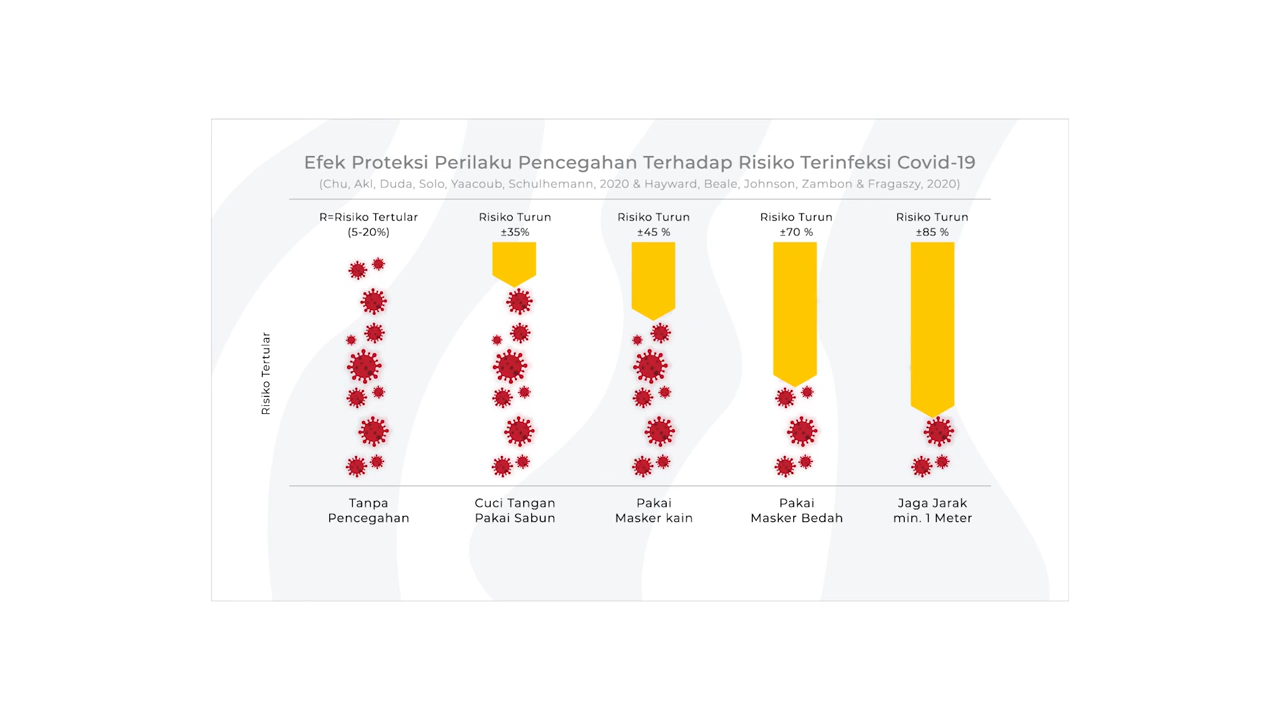 Efek Proteksi Perilaku Pencegahan Terhadap Risiko Terinfeksi Covid-19
(Chu, Akl, Duda, Solo, Yaacoub, Schulhemann, 2020 & Hayward, Beale, Johnson, Zambon & Fragaszy, 2020)
R=Risiko Tertular
(5-20%)
Risiko Turun
±35%
Risiko Turun
±45 %
Risiko Turun
±70 %
Risiko Turun
±85 %
Risiko Tertular
Tanpa
Pencegahan
Cuci Tangan
Pakai Sabun
Pakai
Masker kain
Pakai
Masker Bedah
Jaga Jarak
min. 1 Meter